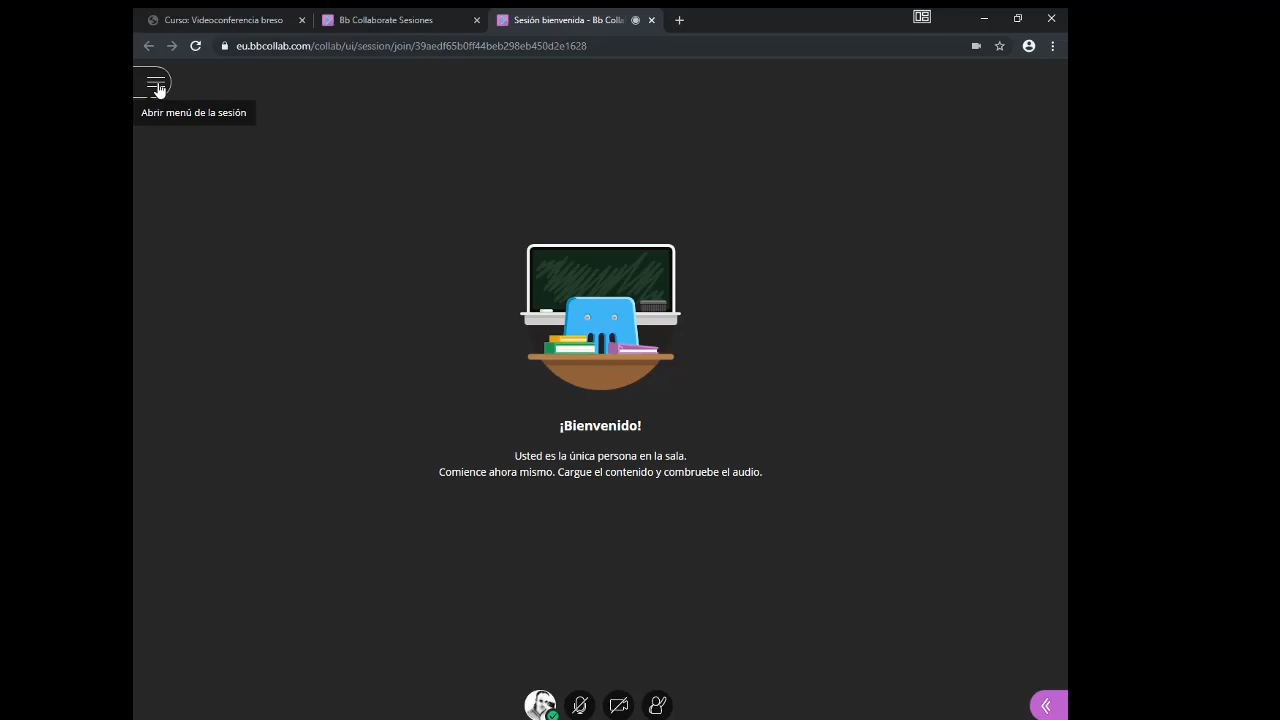 Curso: Videoconferencia breso
Bb Collaborate Sesiones
Sesión bienvenida - Bb Colla
eu.bbcollab.com/collab/ui/session/join/39aedf65b0ff44beb298eb450d2e1628
Abrir menú de la sesión
¡Bienvenido!
Usted es la única persona en la sala.
Comience ahora mismo. Cargue el contenido y combruebe el audio.